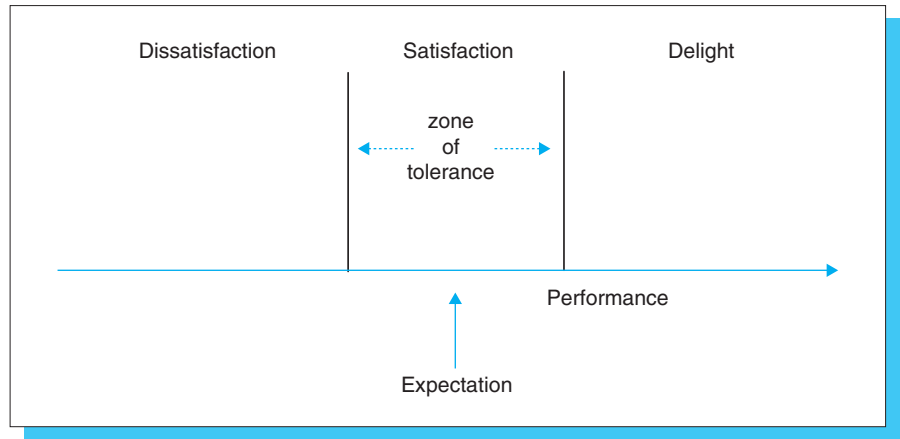 Dissatisfaction
Satisfaction
Delight
zone
of
tolerance
Performance
Expectation